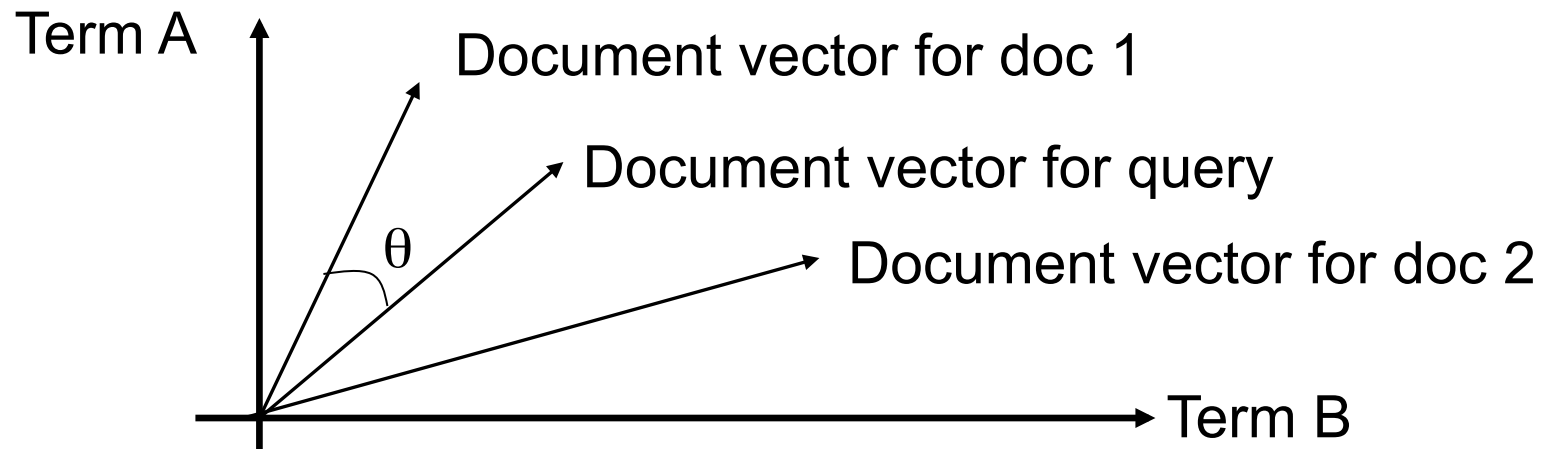 Term A
Document vector for doc 1
Document vector for query
θ
Document vector for doc 2
Term B